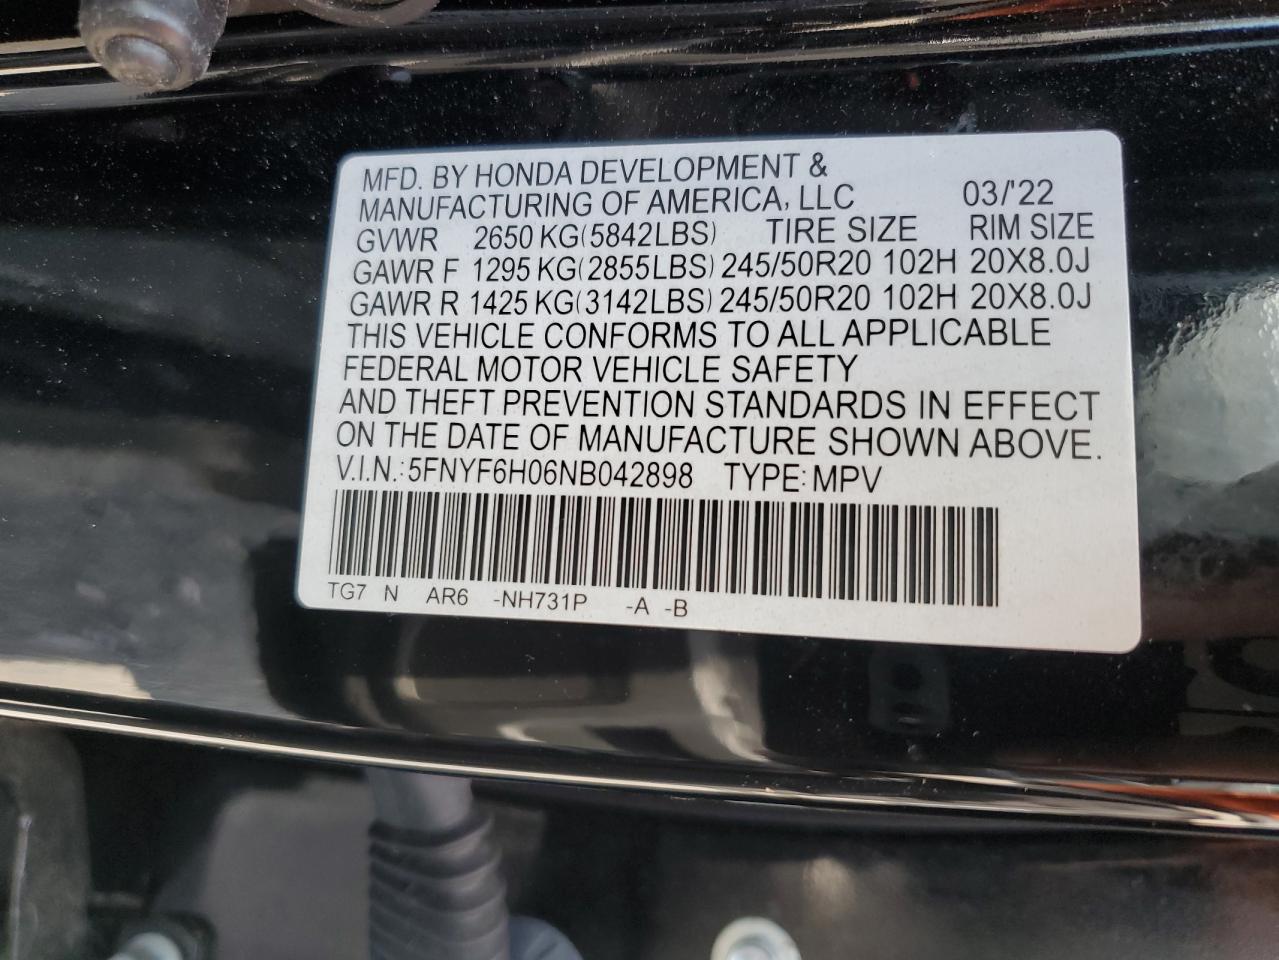 MFD. BY HONDA DEVELOPMENT &
MANUFACTURING OF AMERICA, LLC 03/'22
GVWR 2650 KG(5842LBS) TIRE SIZE RIM SIZE
GAWR F 1295 KG(2855LBS) 245/50R20 102H 20X8.0J
GAWR R 1425 KG(3142LBS) 245/50R20 102H 20X8.0J
THIS VEHICLE CONFORMS TO ALL APPLICABLE
FEDERAL MOTOR VEHICLE SAFETY
AND THEFT PREVENTION STANDARDS IN EFFECT
ON THE DATE OF MANUFACTURE SHOWN ABOVE.
V.I.N.: 5FNYF6H06NB042898 TYPE: MPV
TG7 N AR6 -NH731P -A -B